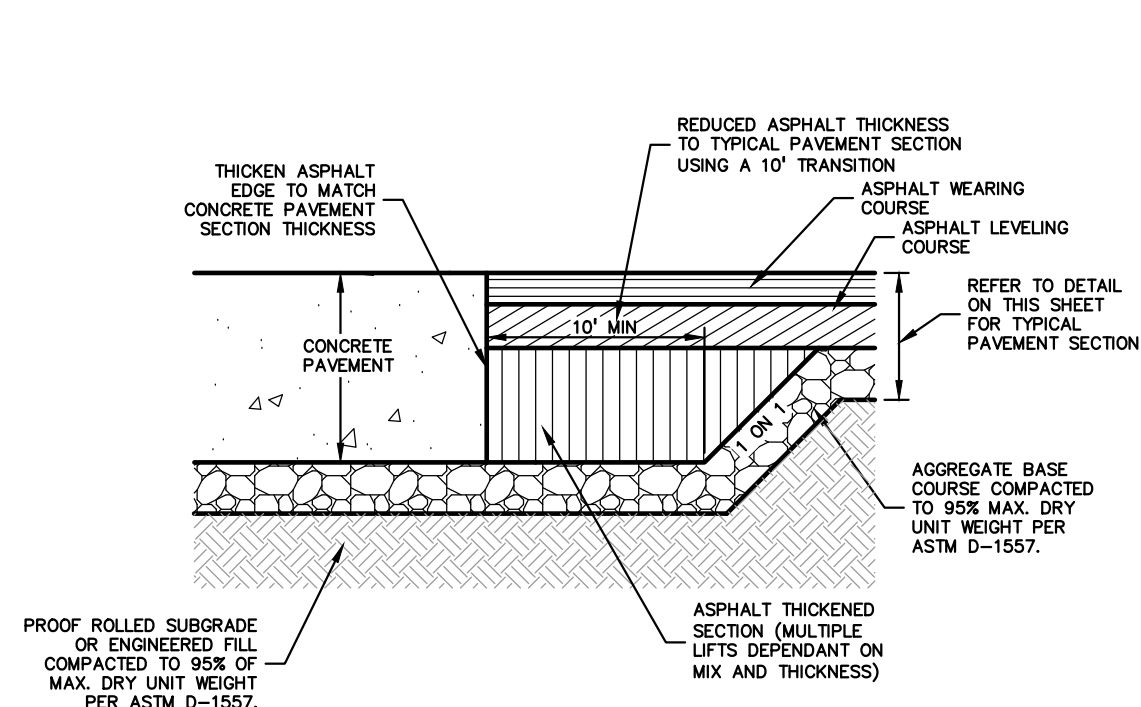 REDUCED ASPHALT THICKNESS
TO TYPICAL PAVEMENT SECTION
USING A 10' TRANSITION
THICKEN ASPHALT
EDGE TO MATCH
CONCRETE PAVEMENT
SECTION THICKNESS
ASPHALT WEARING
COURSE
ASPHALT LEVELING
COURSE
REFER TO DETAIL
ON THIS SHEET
FOR TYPICAL
PAVEMENT SECTION
10' MIN
CONCRETE
PAVEMENT
1 ON 1
AGGREGATE BASE
COURSE COMPACTED
TO 95% MAX. DRY
UNIT WEIGHT PER
ASTM D-1557.
ASPHALT THICKENED
SECTION (MULTIPLE
LIFTS DEPENDANT ON
MIX AND THICKNESS)
PROOF ROLLED SUBGRADE
OR ENGINEERED FILL
COMPACTED TO 95% OF
MAX. DRY UNIT WEIGHT
PER ASTM D-1557.